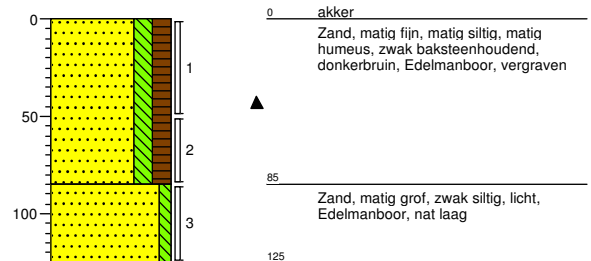 0
akker
0
Zand, matig fijn, matig siltig, matig
humeus, zwak baksteenhoudend,
donkerbruin, Edelmanboor, vergraven
1
50
2
85
Zand, matig grof, zwak siltig, licht,
Edelmanboor, nat laag
100
3
125